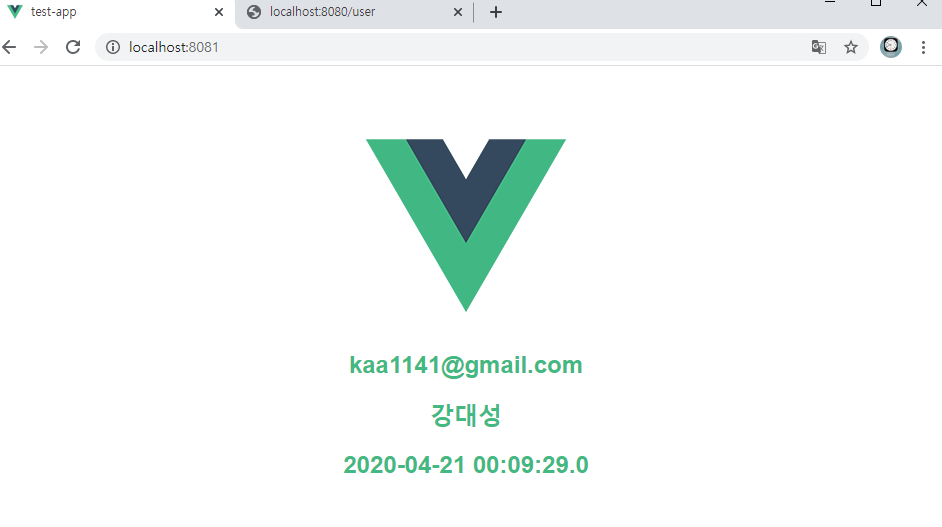 test-app
localhost:8080/user
localhost:8081
kaa1141@gmail.com
강대성
2020-04-21 00:09:29.0